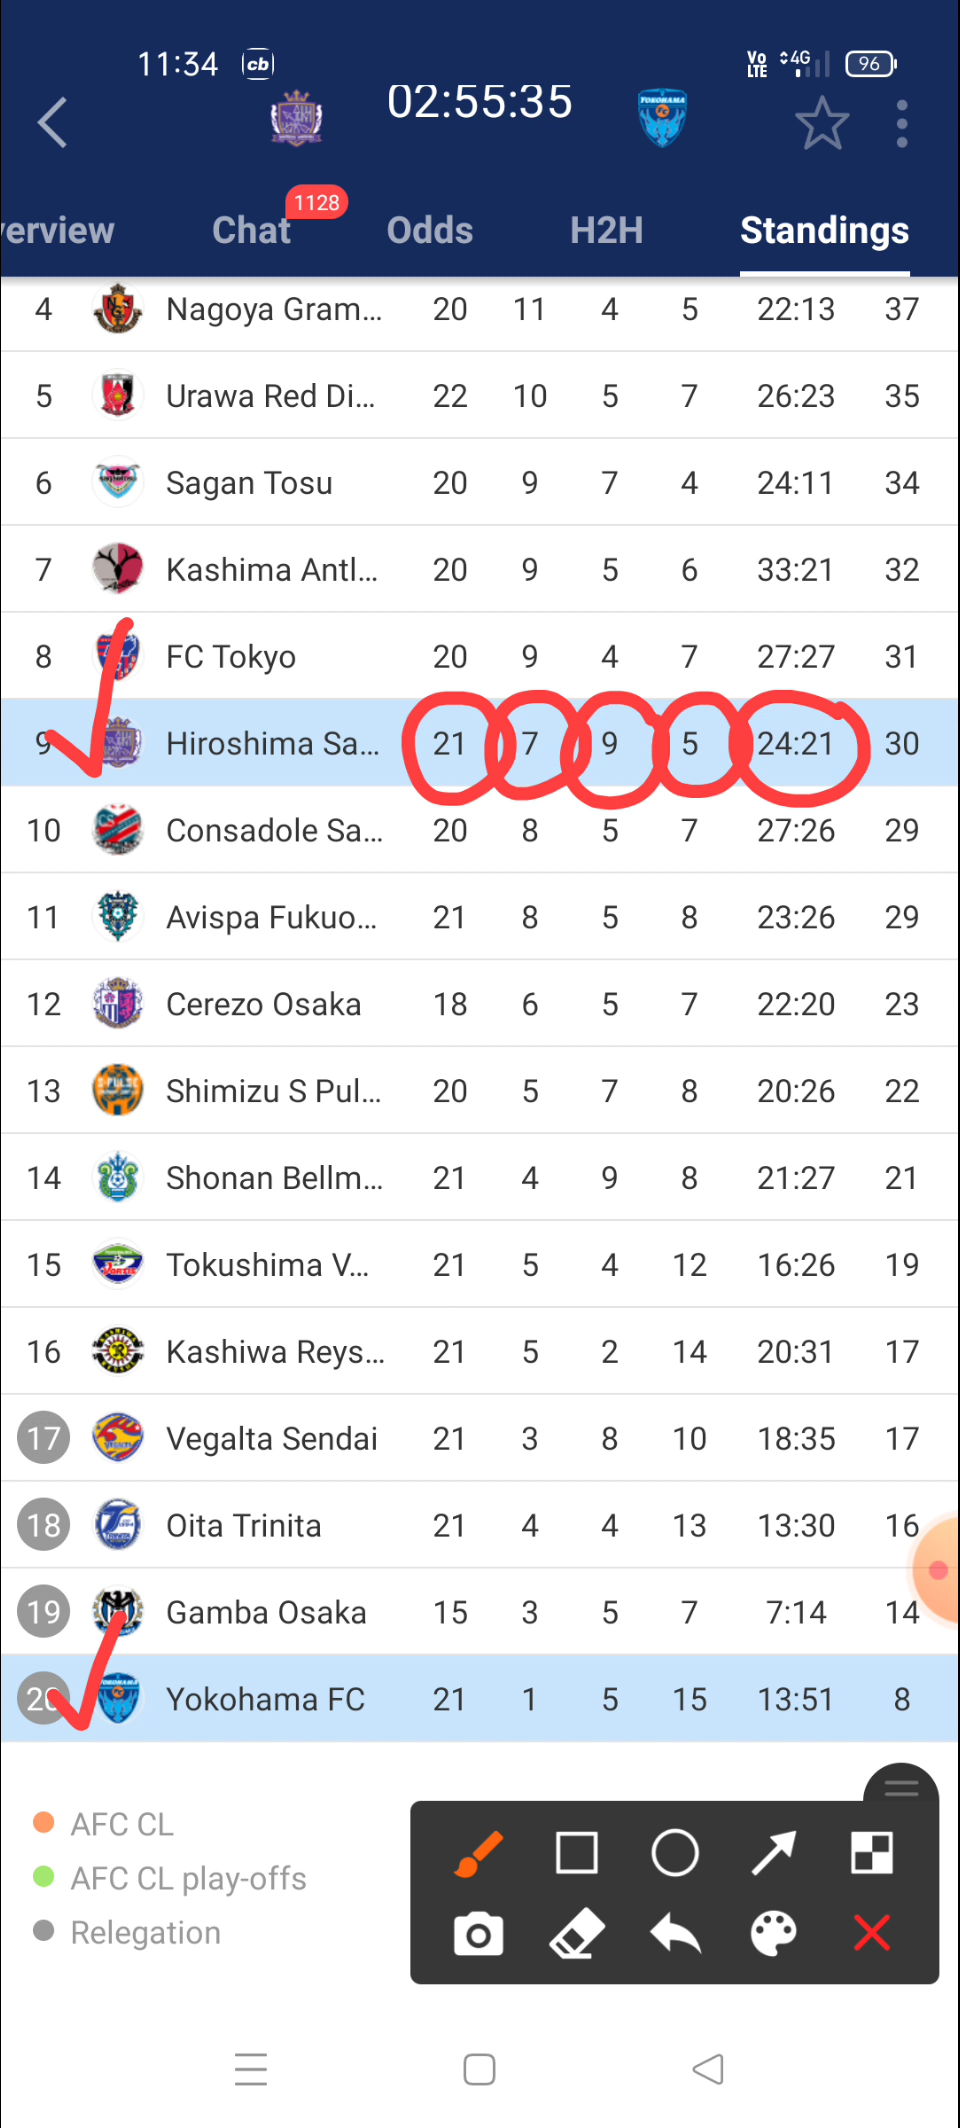 11:34 cb Vo LTE 4G 96
02:55:35
YOKOHAMA
1128
verview Chat Odds H2H Standings
4 Nagoya Gram... 20 11 4 5 22:13 37
5 Urawa Red Di... 22 10 5 7 26:23 35
6 Sagan Tosu 20 9 7 4 24:11 34
7 Kashima Antl... 20 9 5 6 33:21 32
8 FC Tokyo 20 9 4 7 27:27 31
9 Hiroshima Sa... 21 7 9 5 24:21 30
10 Consadole Sa... 20 8 5 7 27:26 29
11 Avispa Fukuo... 21 8 5 8 23:26 29
12 Cerezo Osaka 18 6 5 7 22:20 23
13 Shimizu S Pul... 20 5 7 8 20:26 22
14 Shonan Bellm... 21 4 9 8 21:27 21
15 Tokushima V... 21 5 4 12 16:26 19
16 Kashiwa Reys... 21 5 2 14 20:31 17
17 Vegalta Sendai 21 3 8 10 18:35 17
18 Oita Trinita 21 4 4 13 13:30 16
19 Gamba Osaka 15 3 5 7 7:14 14
20 Yokohama FC 21 1 5 15 13:51 8
AFC CL
AFC CL play-offs
Relegation